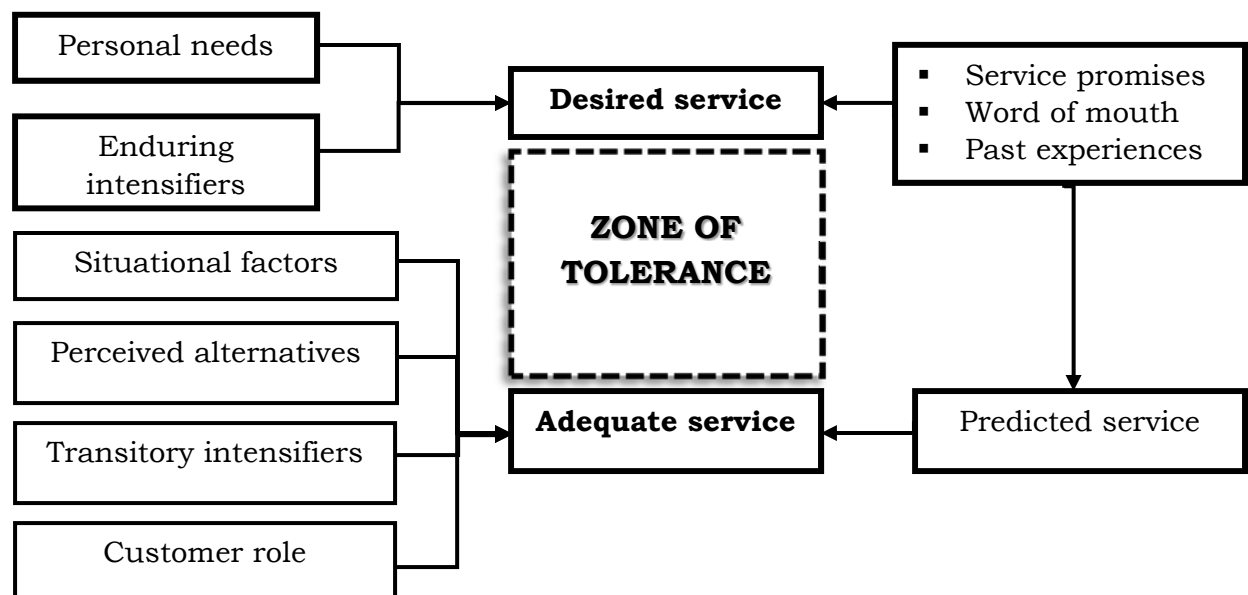 Personal needs
Enduring
intensifiers
Situational factors
Perceived alternatives
Transitory intensifiers
Customer role
Desired service
ZONE OF
TOLERANCE
Adequate service
▪ Service promises
▪ Word of mouth
▪ Past experiences
Predicted service